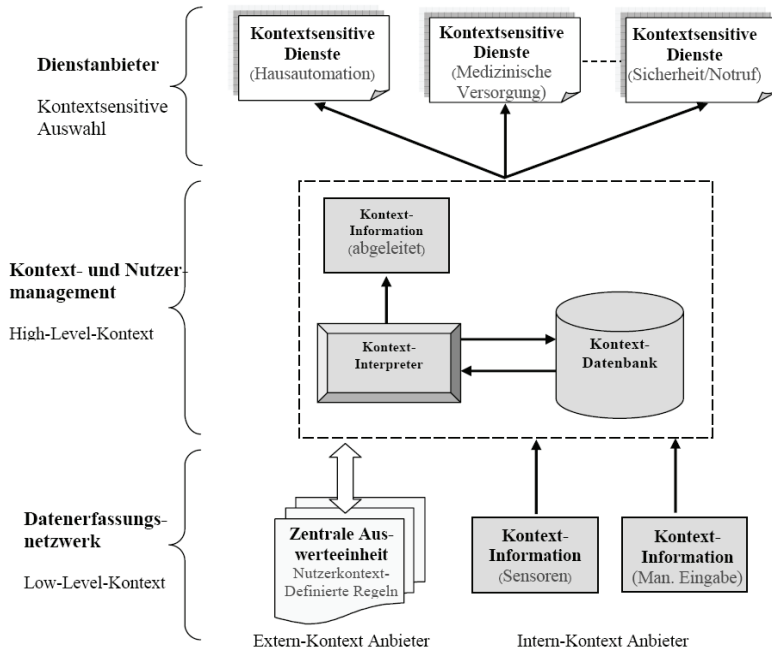 Dienstanbieter
Kontextsensitive
Auswahl
Kontextsensitive
Dienste
(Hausautomation)
Kontextsensitive
Dienste
(Medizinische
Versorgung)
Kontextsensitive
Dienste
(Sicherheit/Notruf)
Kontext- und Nutzer-
management
High-Level-Kontext
Kontext-
Information
(abgeleitet)
Kontext-
Interpreter
Kontext-
Datenbank
Datenerfassungs-
netzwerk
Low-Level-Kontext
Zentrale Aus-
werteeinheit
Nutzerkontext-
Definierte Regeln
Kontext-
Information
(Sensoren)
Kontext-
Information
(Man. Eingabe)
Extern-Kontext Anbieter
Intern-Kontext Anbieter